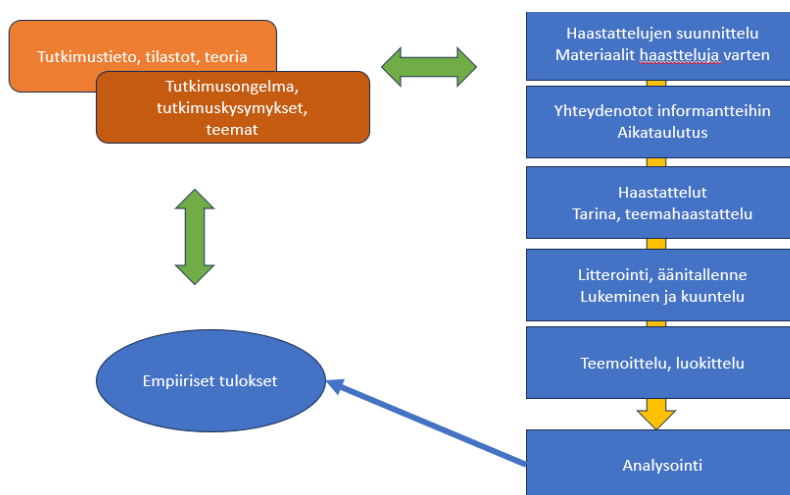 Tutkimustieto, tilastot, teoria
Tutkimusongelma,
tutkimuskysymykset,
teemat
Haastattelujen suunnittelu
Materiaalit haastteluja varten
Yhteydenotot informantteihin
Aikataulutus
Haastattelut
Tarina, teemahaastattelu
Litterointi, äänitallenne
Lukeminen ja kuuntelu
Teemoittelu, luokittelu
Analysointi
Empiiriset tulokset